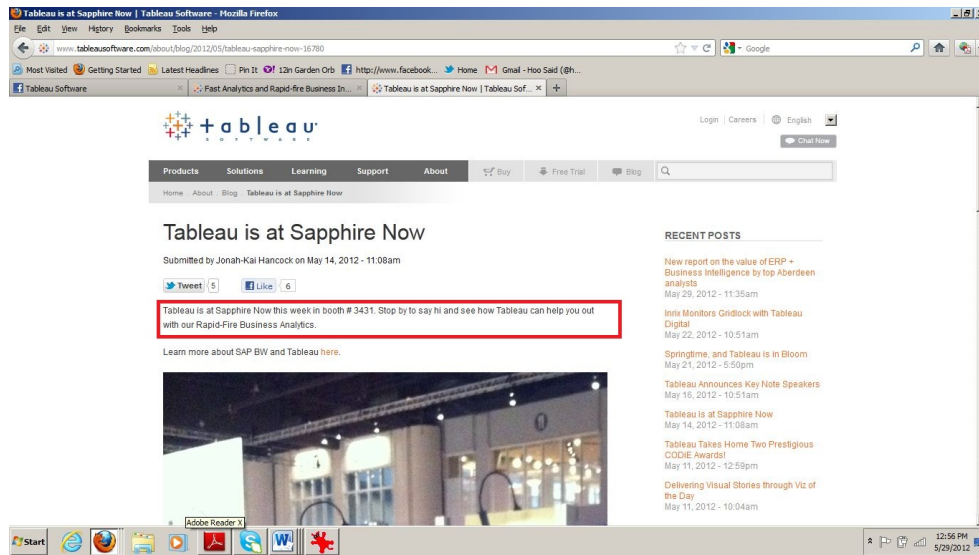 Tableau is at Sapphire Now | Tableau Software - Mozilla Firefox
File Edit View History Bookmarks Tools Help
www.tableausoftware.com/about/blog/2012/05/tableau-sapphire-now-16780
Google
Most Visited Getting Started Latest Headlines Pin It 12in Garden Orb http://www.facebook... Home Gmail - Hoo Said (@h...
Tableau Software
Fast Analytics and Rapid-fire Business In...
Tableau is at Sapphire Now | Tableau Sof...
+ableau
SOFTWARE
Login | Careers | English
Chat Now
Products Solutions Learning Support About Buy Free Trial Blog
Home About Blog Tableau is at Sapphire Now
Tableau is at Sapphire Now
Submitted by Jonah-Kai Hancock on May 14, 2012 - 11:08am
Tweet 5 Like 6
Tableau is at Sapphire Now this week in booth # 3431. Stop by to say hi and see how Tableau can help you out
with our Rapid-Fire Business Analytics.
Learn more about SAP BW and Tableau here.
RECENT POSTS
New report on the value of ERP +
Business Intelligence by top Aberdeen
analysts
May 29, 2012 - 11:35am
Inrix Monitors Gridlock with Tableau
Digital
May 22, 2012 - 10:51am
Springtime, and Tableau is in Bloom
May 21, 2012 - 5:50pm
Tableau Announces Key Note Speakers
May 16, 2012 - 10:51am
Tableau is at Sapphire Now
May 14, 2012 - 11:08am
Tableau Takes Home Two Prestigious
CODiE Awards!
May 11, 2012 - 12:59pm
Delivering Visual Stories through Viz of
the Day
May 11, 2012 - 10:04am
Adobe Reader X
Start
12:56 PM
5/29/2012